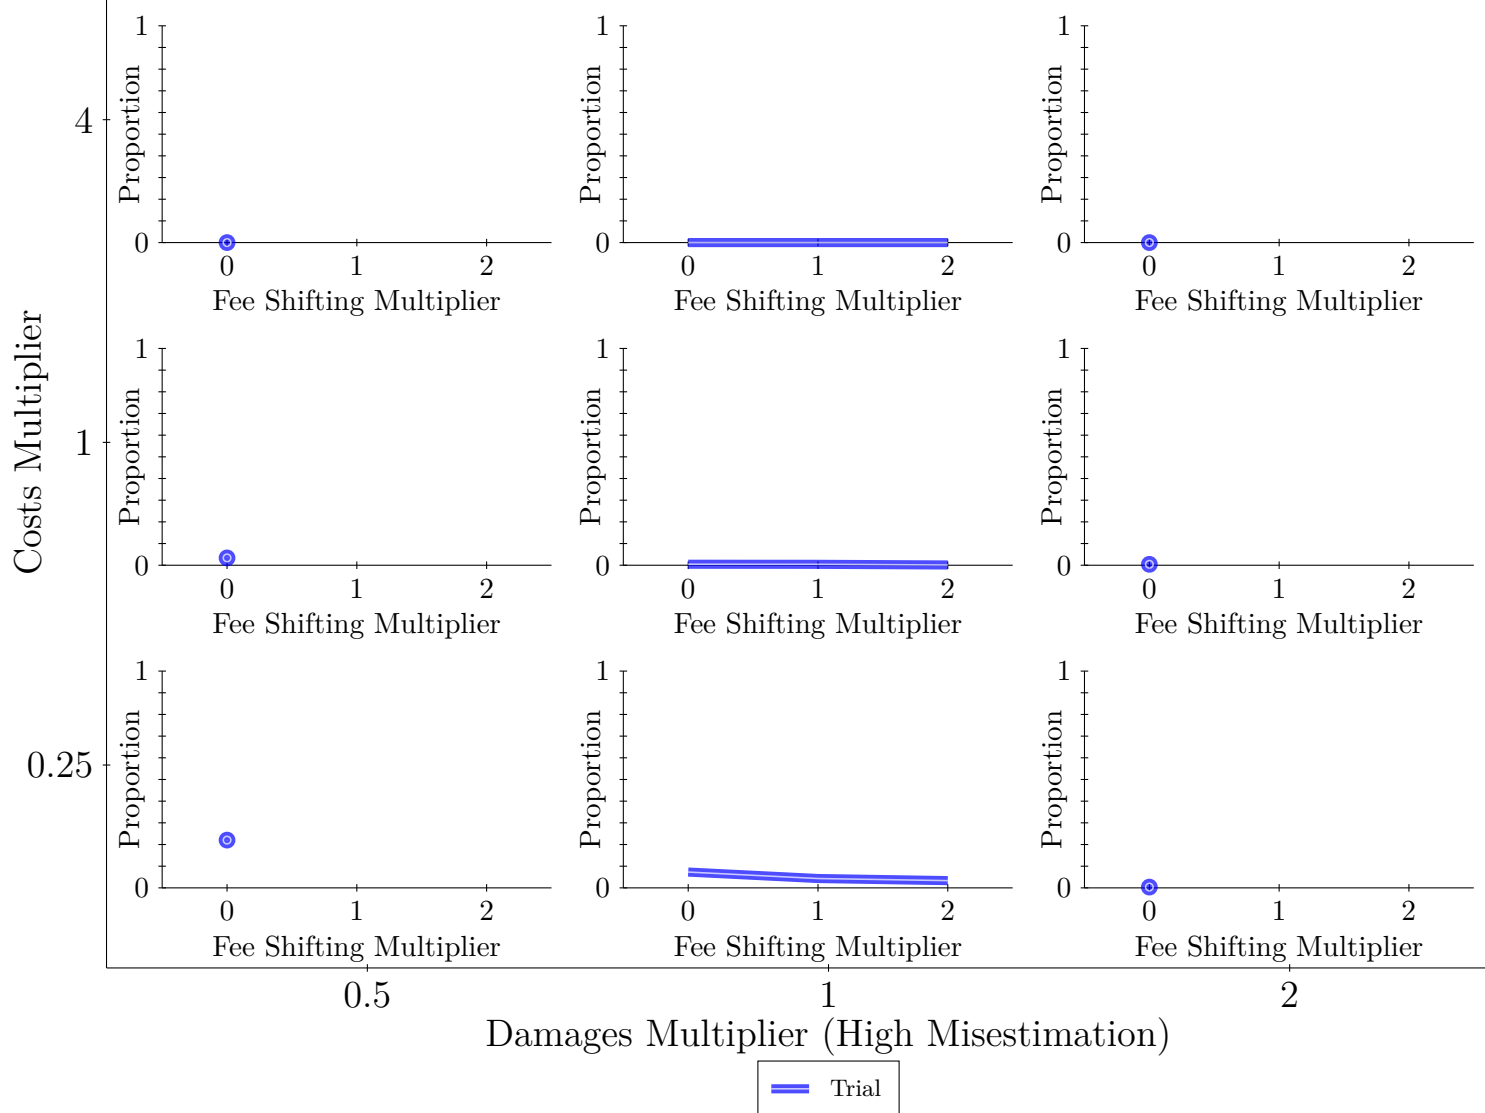 Costs Multiplier
4
1
0.25
1
Proportion
0
0 1 2
Fee Shifting Multiplier
1
Proportion
0
0 1 2
Fee Shifting Multiplier
1
Proportion
0
0 1 2
Fee Shifting Multiplier
1
Proportion
0
0 1 2
Fee Shifting Multiplier
1
Proportion
0
0 1 2
Fee Shifting Multiplier
1
Proportion
0
0 1 2
Fee Shifting Multiplier
1
Proportion
0
0 1 2
Fee Shifting Multiplier
1
Proportion
0
0 1 2
Fee Shifting Multiplier
1
Proportion
0
0 1 2
Fee Shifting Multiplier
0.5 1 2
Damages Multiplier (High Misestimation)
Trial